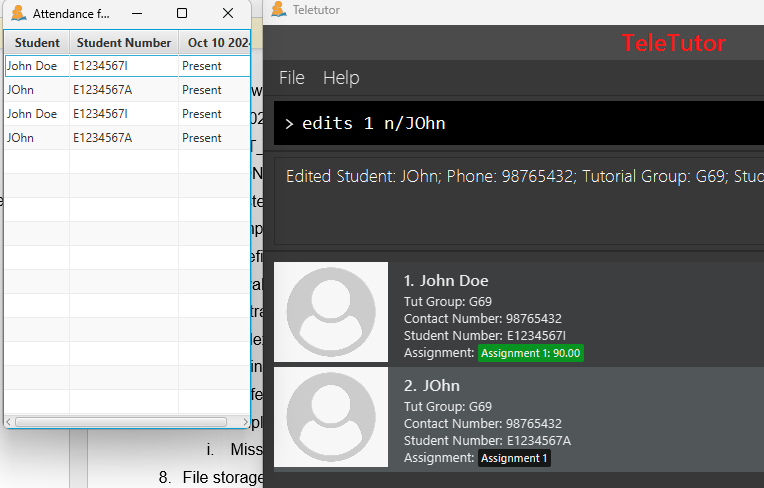 Attendance f...
Student Student Number Oct 10 202
John Doe E1234567I Present
JOhn E1234567A Present
John Doe E1234567I Present
JOhn E1234567A Present
i. Miss
8. File storage
Teletutor
TeleTutor
File Help
> edits 1 n/JOhn
Edited Student: JOhn; Phone: 98765432; Tutorial Group: G69; Stud
1. John Doe
Tut Group: G69
Contact Number: 98765432
Student Number: E1234567I
Assignment: Assignment 1: 90.00
2. JOhn
Tut Group: G69
Contact Number: 98765432
Student Number: E1234567A
Assignment: Assignment 1